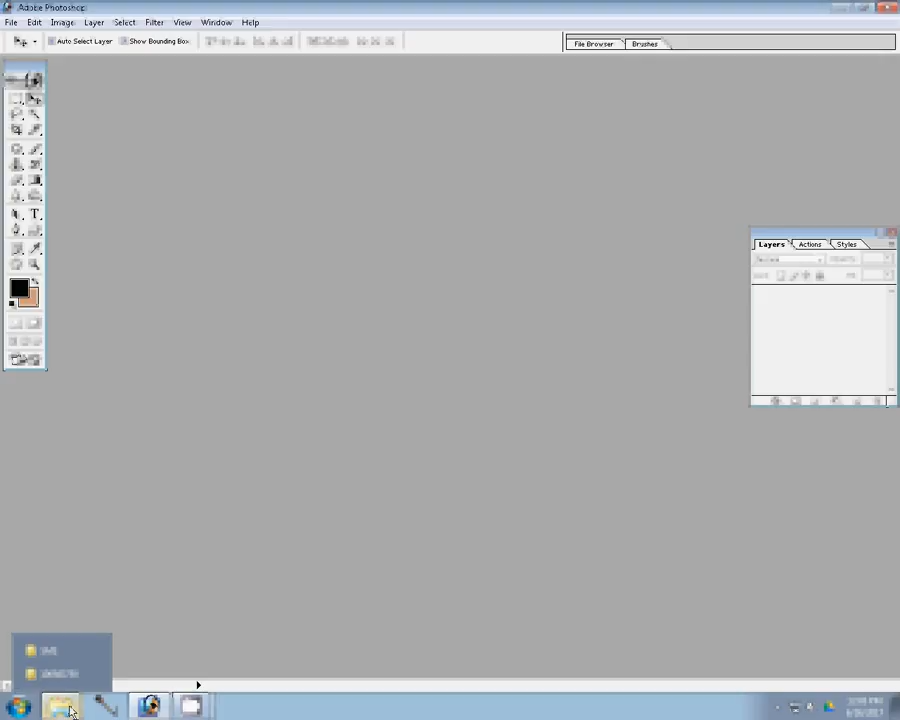 Adobe Photoshop
File Edit Image Layer Select Filter View Window Help
Auto Select Layer Show Bounding Box File Browser Brushes
Layers Actions Styles
T